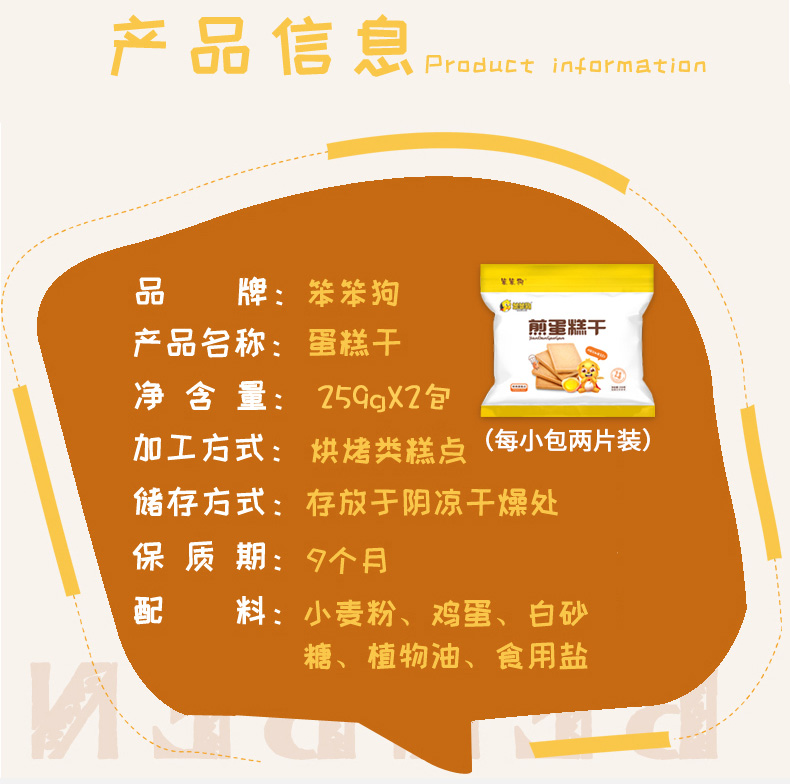 产品信息 Product information
品 牌：笨笨狗
产品名称：蛋糕干
净 含 量：259gX2包
加工方式：烘烤类糕点
储存方式：存放于阴凉干燥处
保 质 期：9个月
配 料：小麦粉、鸡蛋、白砂
糖、植物油、食用盐
笨笨狗
笨笨狗
煎蛋糕干
（每小包两片装）